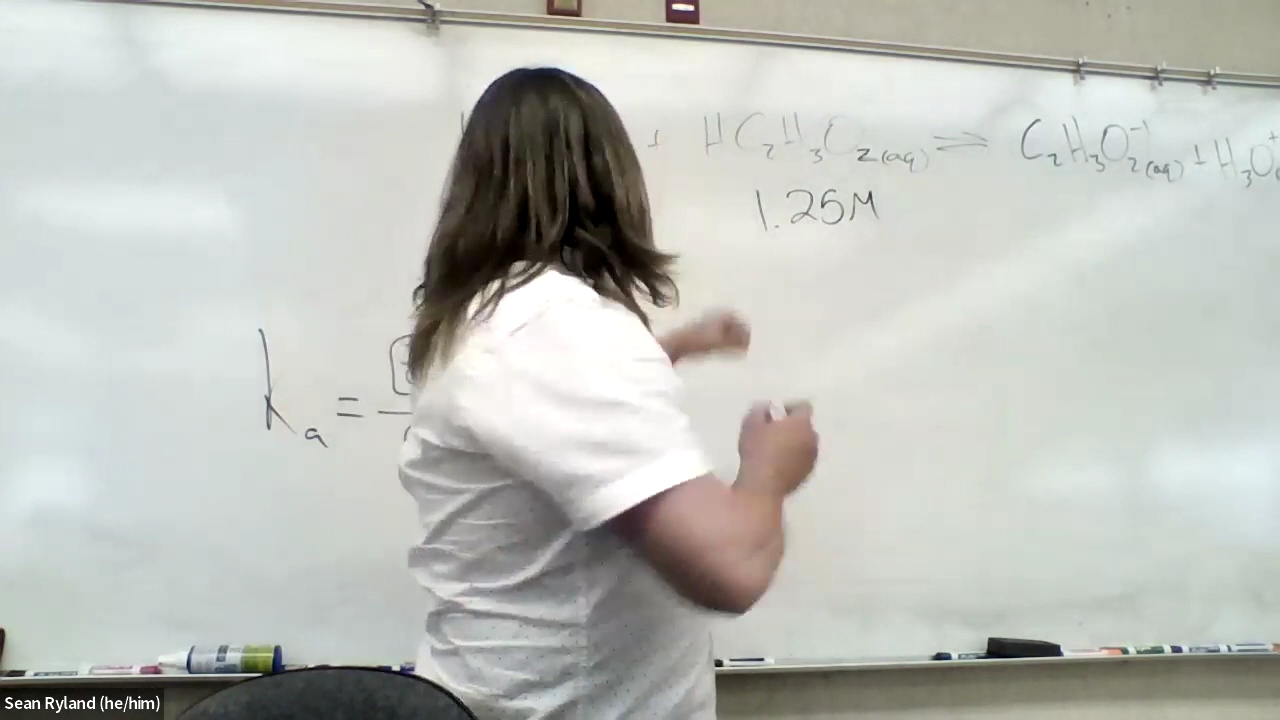 + HC₂H₃O₂(aq) ⇌ C₂H₃O₂⁻¹(aq) + H₃O⁺
1.25M
kₐ = [
Sean Ryland (he/him)